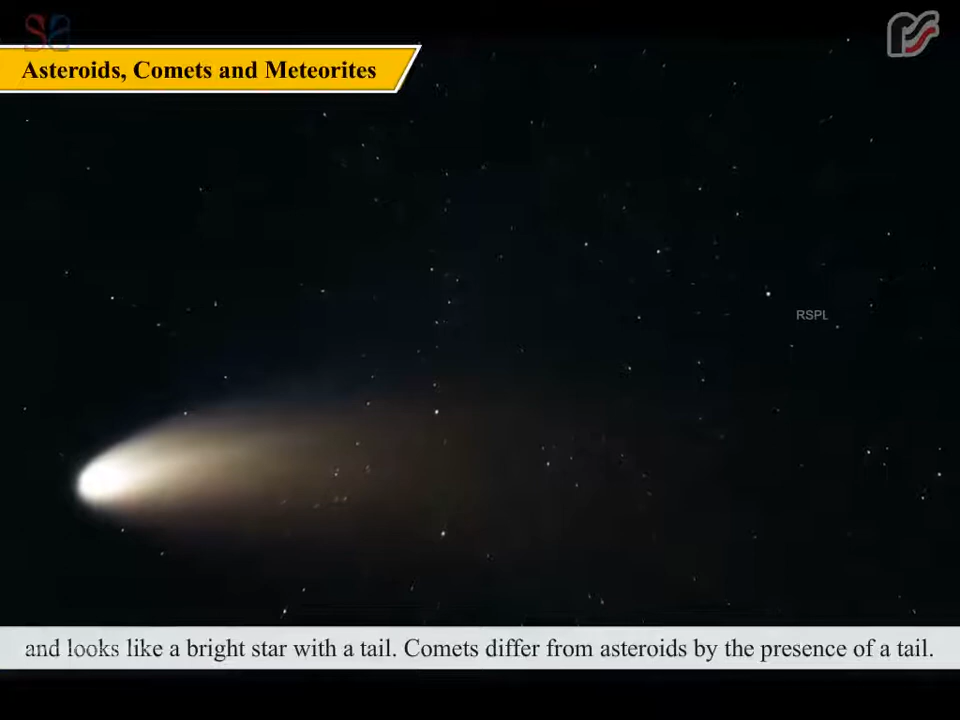 Asteroids, Comets and Meteorites
RSPL
and looks like a bright star with a tail. Comets differ from asteroids by the presence of a tail.